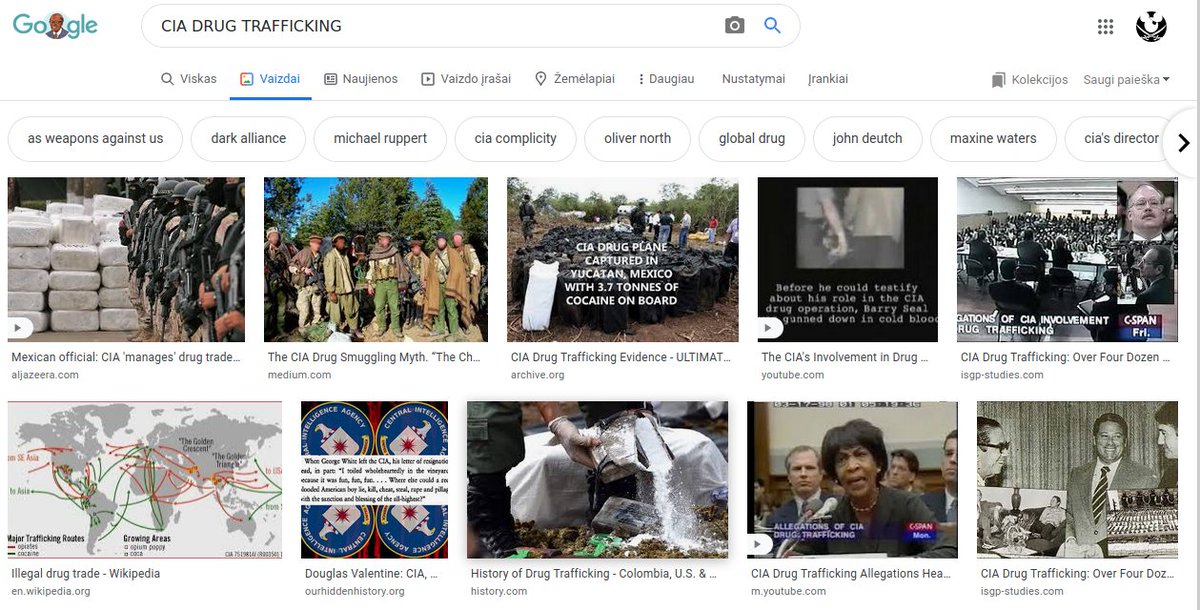 Google
CIA DRUG TRAFFICKING
Viskas
Vaizdai
Naujienos
Vaizdo įrašai
Žemėlapiai
Daugiau
Nustatymai
Įrankiai
Kolekcijos
Saugi paieška
as weapons against us
dark alliance
michael ruppert
cia complicity
oliver north
global drug
john deutch
maxine waters
cia's director
CIA DRUG PLANE
CAPTURED IN
YUCATAN, MEXICO
WITH 3.7 TONNES OF
COCAINE ON BOARD
Before he could testify
about his role in the CIA
drug operation, Barry Seal
gunned down in cold blood
GATIONS OF CIA INVOLVEMENT
DRUG TRAFFICKING
C-SPAN
Fri.
Mexican official: CIA 'manages' drug trade...
aljazeera.com
The CIA Drug Smuggling Myth. “The Ch...
medium.com
CIA Drug Trafficking Evidence - ULTIMAT...
archive.org
The CIA's Involvement in Drug ...
youtube.com
CIA Drug Trafficking: Over Four Dozen ...
isgp-studies.com
"The Golden
Crescent"
"The Golden
Triangle"
from SE Asia
to Asia
to US
from S
Major Trafficking Routes
opiates
cocaine
Growing Areas
opium poppy
coca
INTELLIGENCE AGENCY
CENTRAL INTELLIGENCE
When George White left the CIA, his letter of resignation
read, in part: "I toiled wholeheartedly in the vineyards
because it was fun, fun, fun. . . . Where else could a red-
blooded American boy lie, kill, cheat, steal, rape and pillage
with the sanction and blessing of the all-highest?"
ALLEGATIONS OF CIA
DRUG TRAFFICKING
C-SPAN
Mon.
Illegal drug trade - Wikipedia
en.wikipedia.org
Douglas Valentine: CIA, ...
ourhiddenhistory.org
History of Drug Trafficking - Colombia, U.S. & ...
history.com
CIA Drug Trafficking Allegations Hea...
m.youtube.com
CIA Drug Trafficking: Over Four Doz...
isgp-studies.com